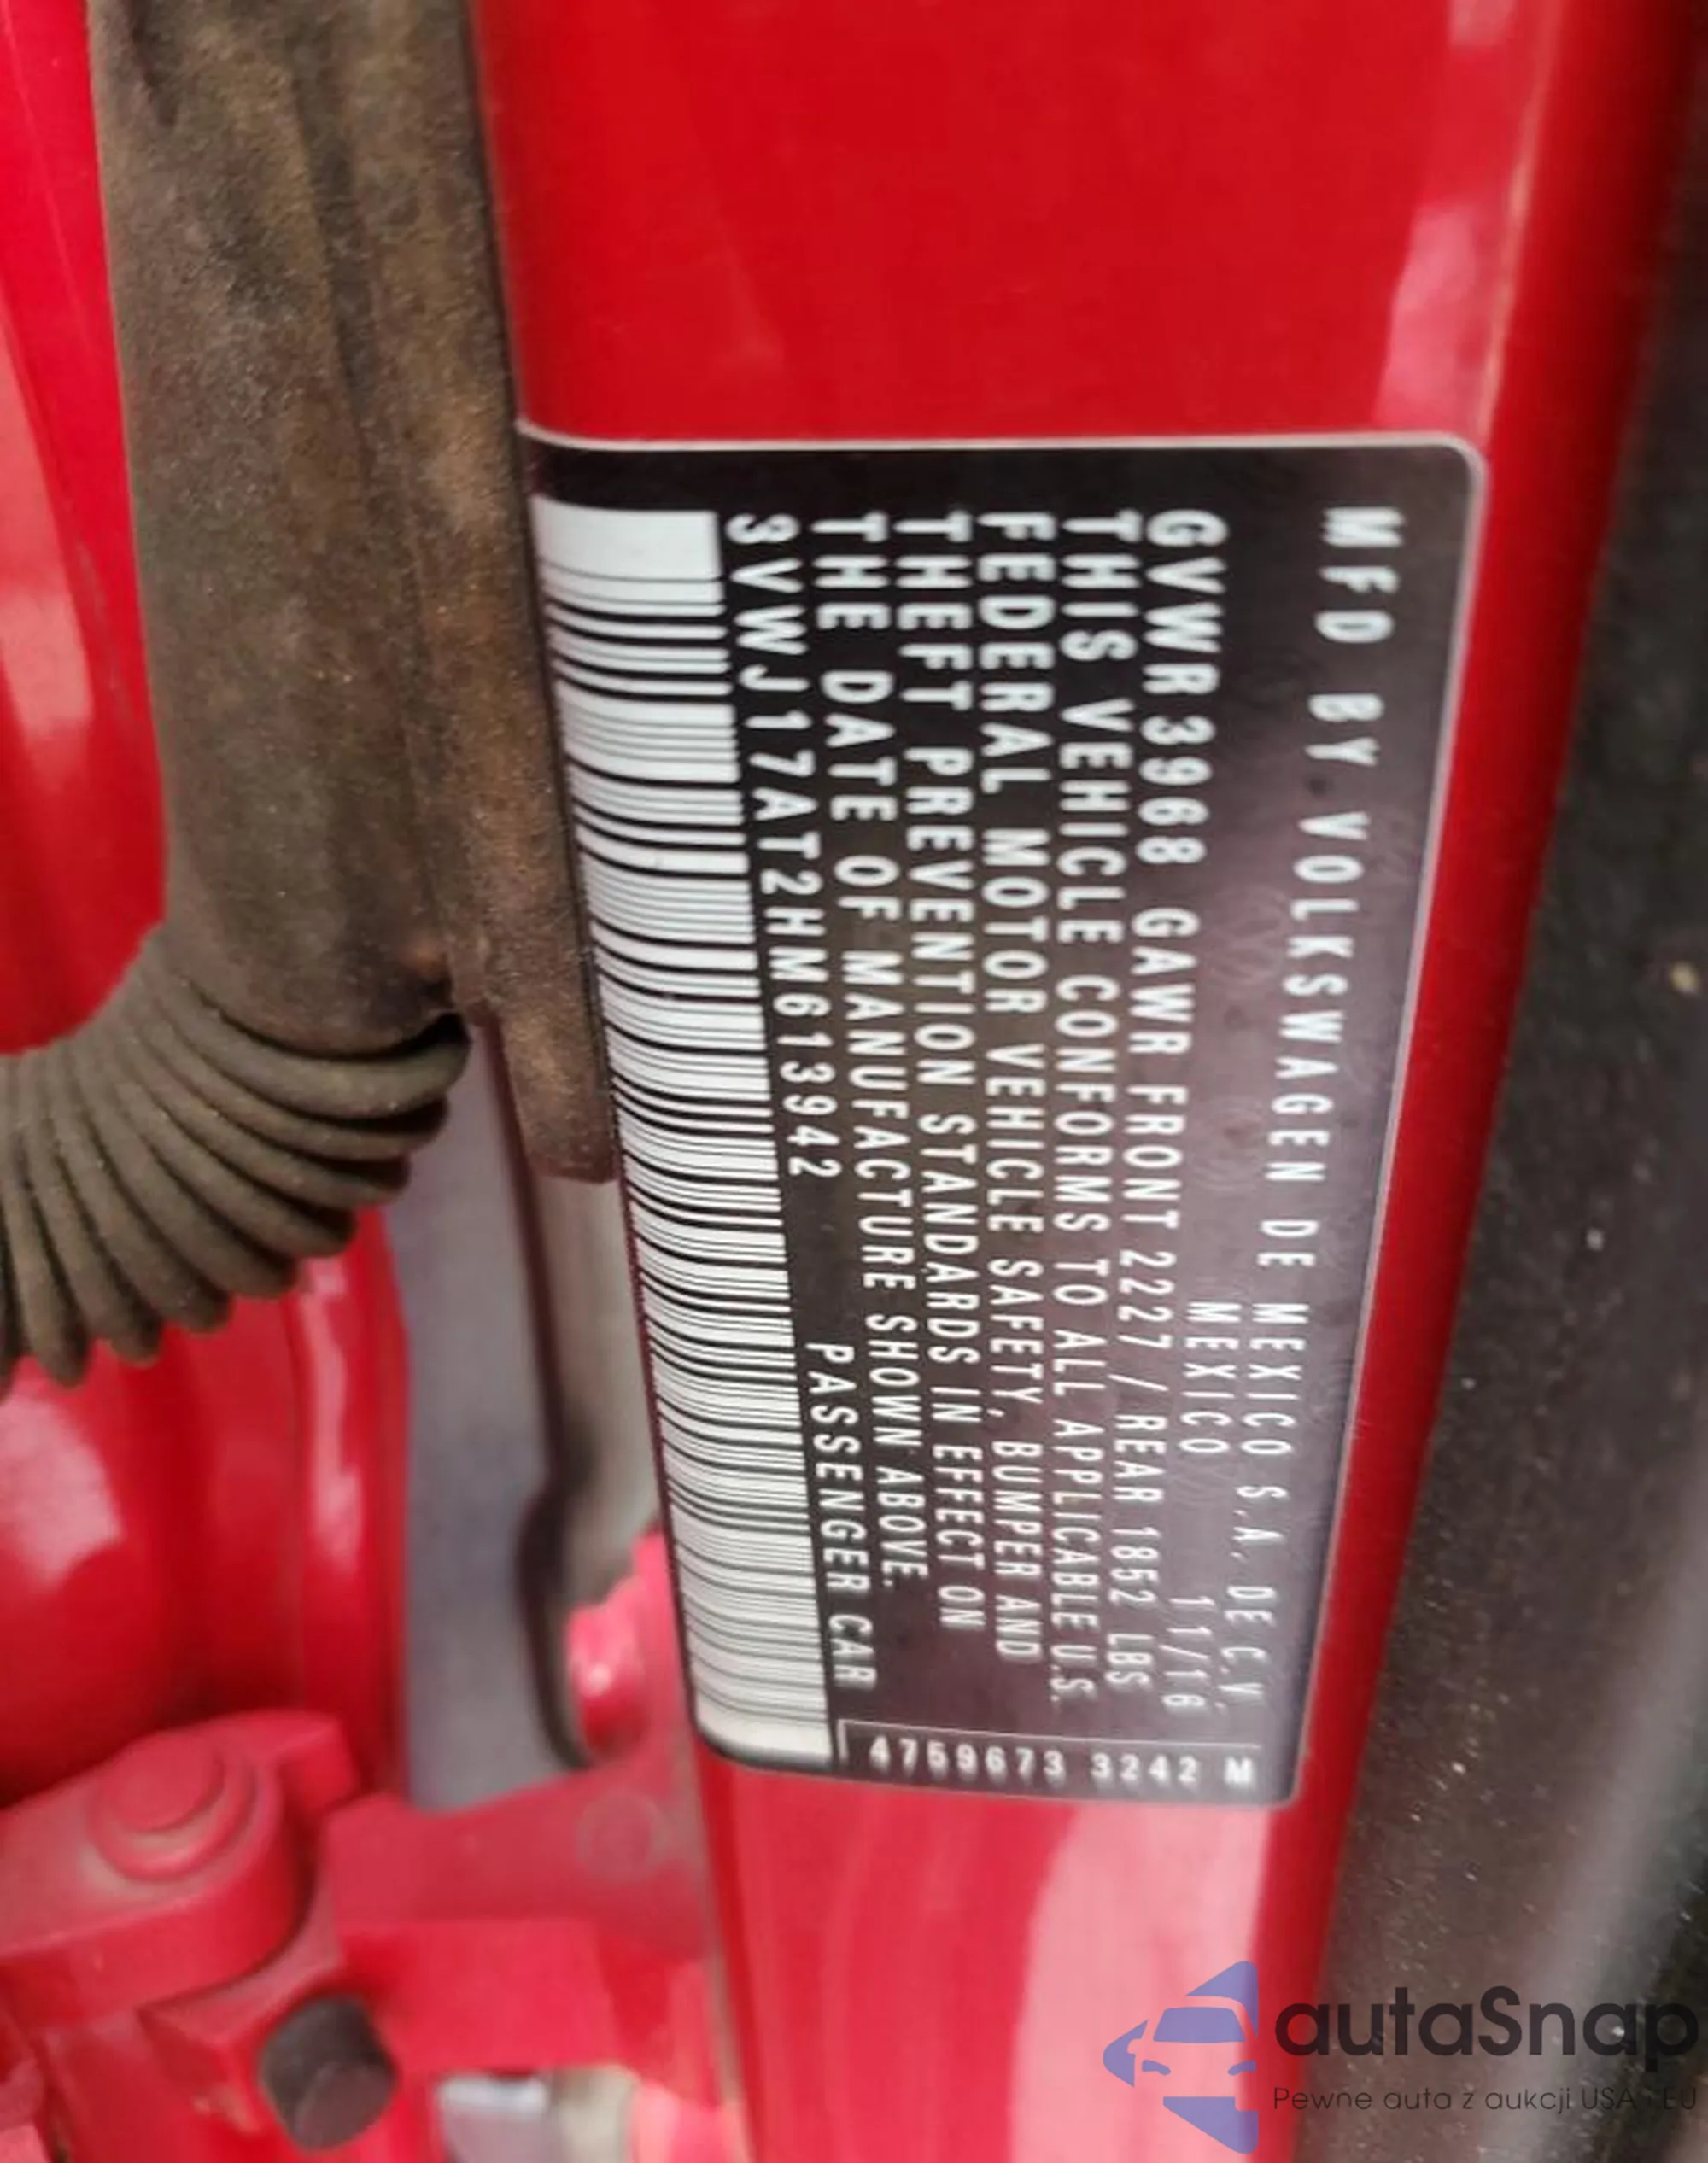 MFD BY VOLKSWAGEN DE MEXICO S.A. DE C.V.
MEXICO 11/16
GVWR 3968 GAWR FRONT 2227 / REAR 1852 LBS
THIS VEHICLE CONFORMS TO ALL APPLICABLE U.S.
FEDERAL MOTOR VEHICLE SAFETY, BUMPER AND
THEFT PREVENTION STANDARDS IN EFFECT ON
THE DATE OF MANUFACTURE SHOWN ABOVE.
3VWJ17AT2HM613942 PASSENGER CAR
4759673 3242 M
autaSnap
Pewne auta z aukcji USA i EU